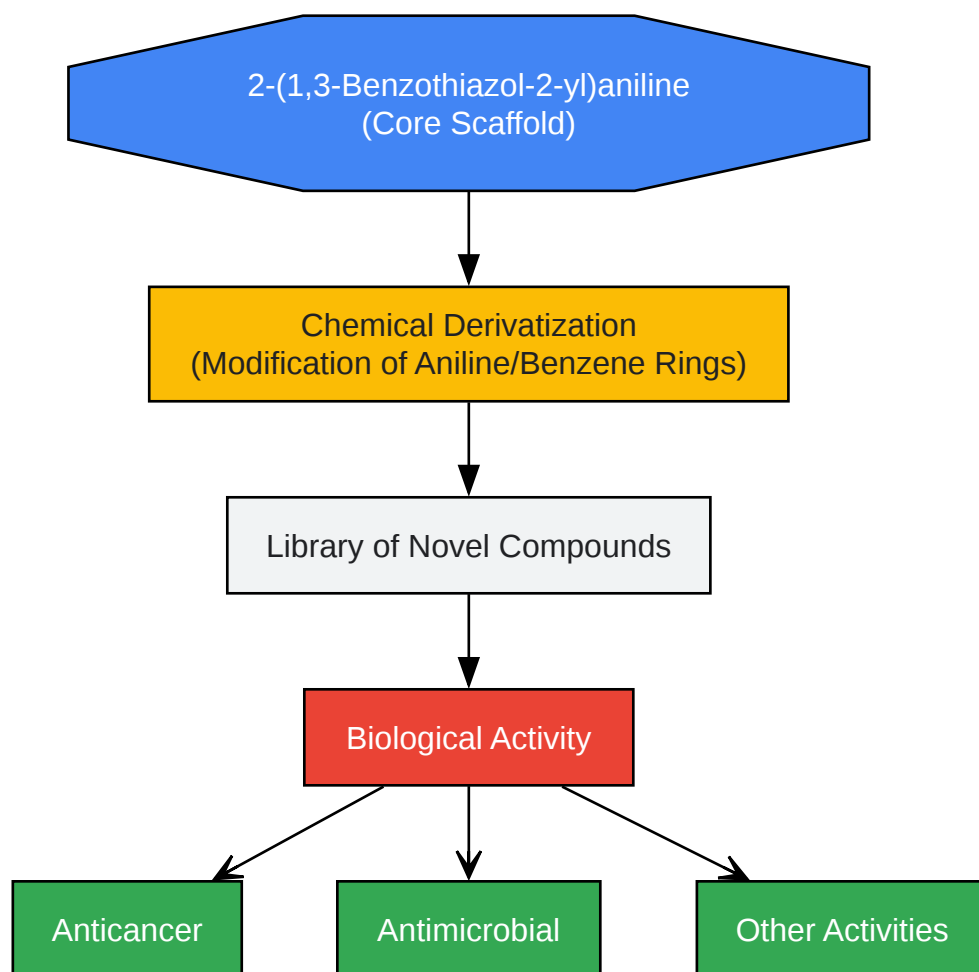 2-(1,3-Benzothiazol-2-yl)aniline
(Core Scaffold)
Chemical Derivatization
(Modification of Aniline/Benzene Rings)
Library of Novel Compounds
Biological Activity
Anticancer
Antimicrobial
Other Activities